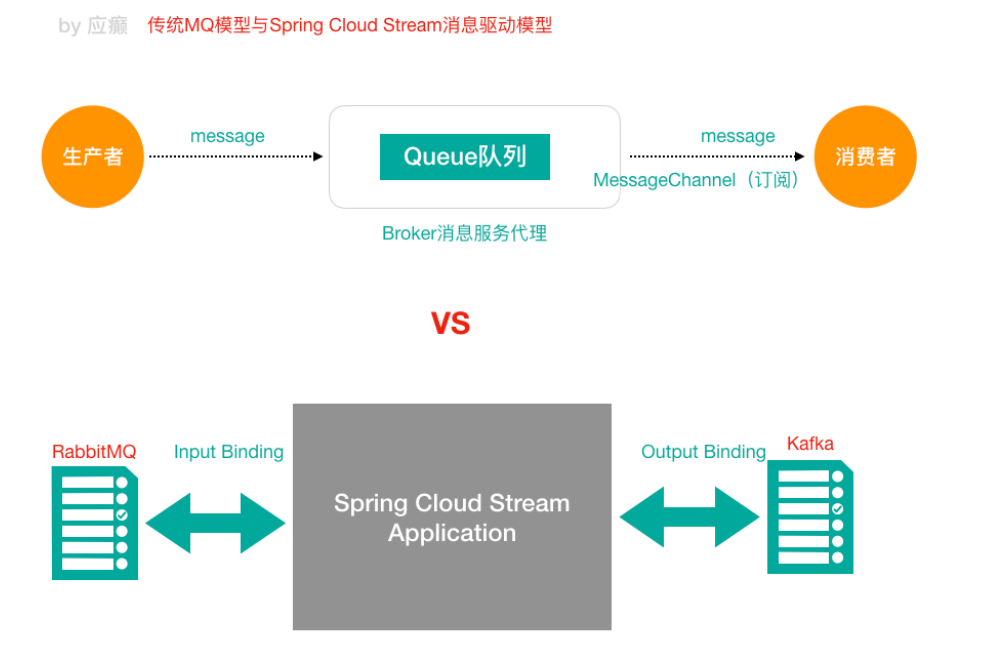 by 应癫 传统MQ模型与Spring Cloud Stream消息驱动模型
生产者
message
Queue队列
message
MessageChannel（订阅）
消费者
Broker消息服务代理
VS
RabbitMQ
Input Binding
Spring Cloud Stream
Application
Output Binding
Kafka